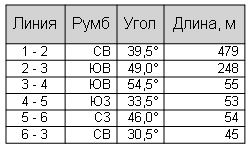 Линия Румб Угол Длина, м
1 - 2 СВ 39,5° 479
2 - 3 ЮВ 49,0° 248
3 - 4 ЮВ 54,5° 55
4 - 5 ЮЗ 33,5° 53
5 - 6 СЗ 46,0° 54
6 - 3 СВ 30,5° 45